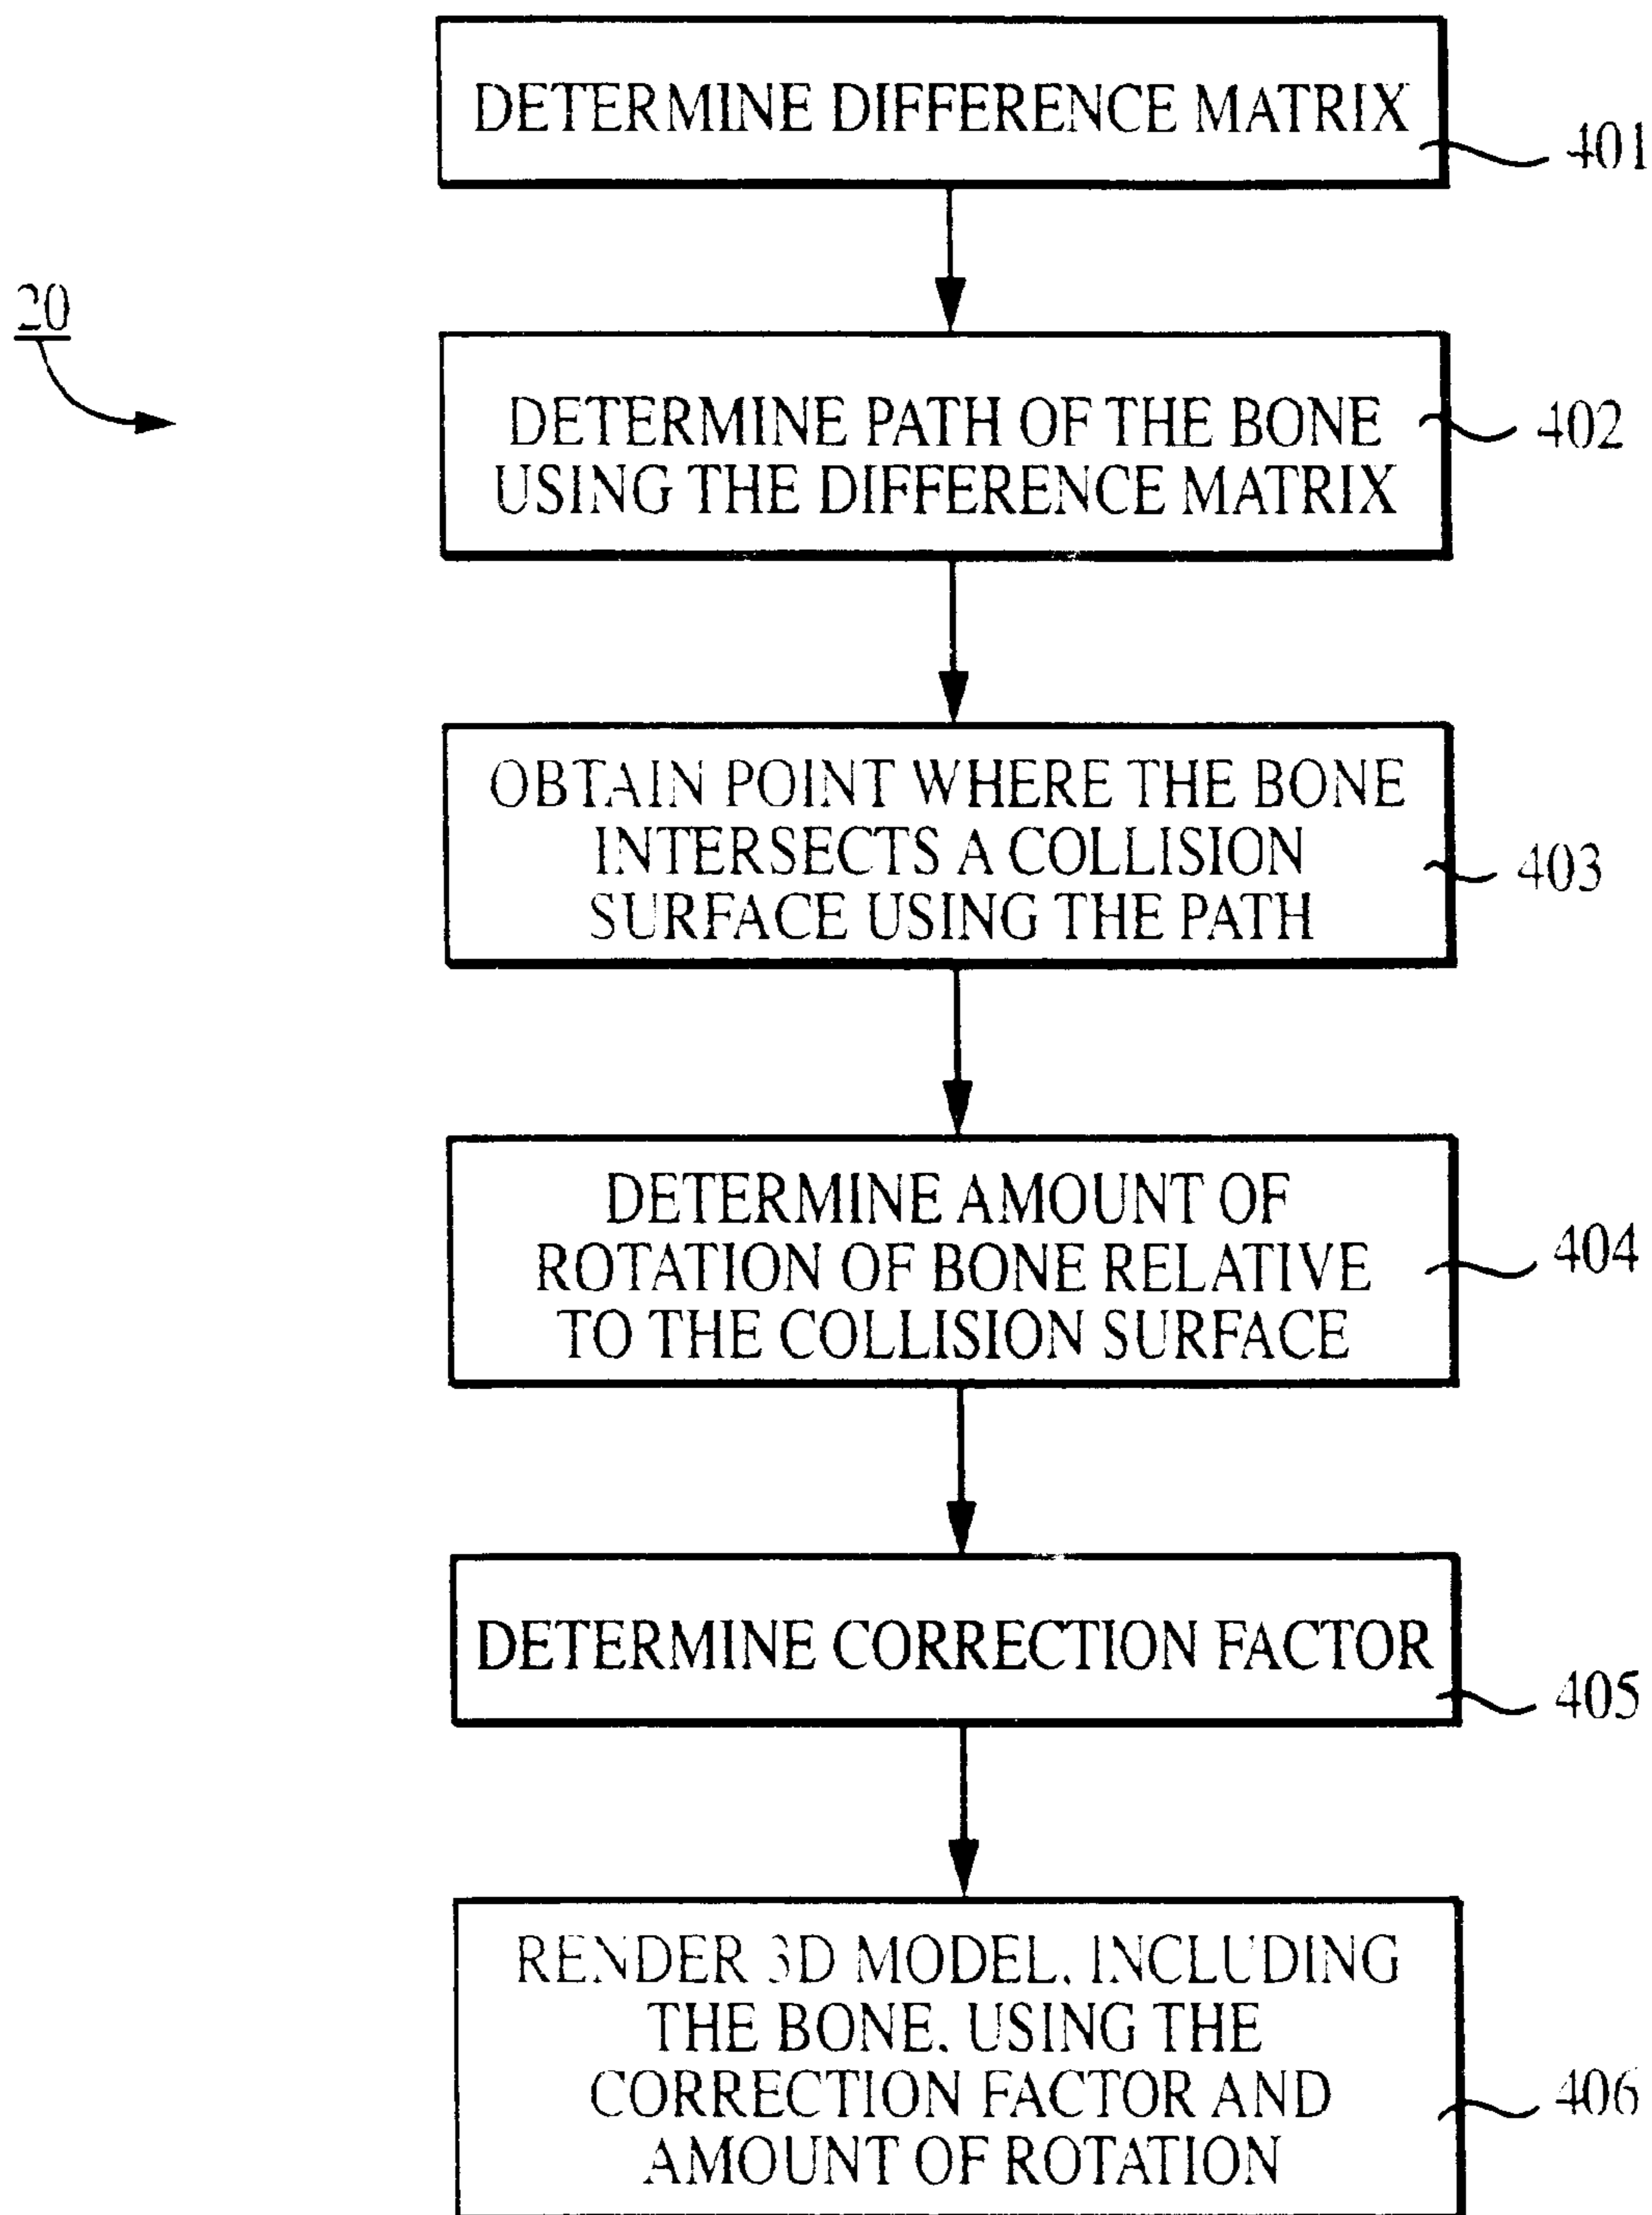 DETERMINE DIFFERENCE MATRIX
401
20
DETERMINE PATH OF THE BONE
USING THE DIFFERENCE MATRIX
402
OBTAIN POINT WHERE THE BONE
INTERSECTS A COLLISION
SURFACE USING THE PATH
403
DETERMINE AMOUNT OF
ROTATION OF BONE RELATIVE
TO THE COLLISION SURFACE
404
DETERMINE CORRECTION FACTOR
405
RENDER 3D MODEL, INCLUDING
THE BONE, USING THE
CORRECTION FACTOR AND
AMOUNT OF ROTATION
406